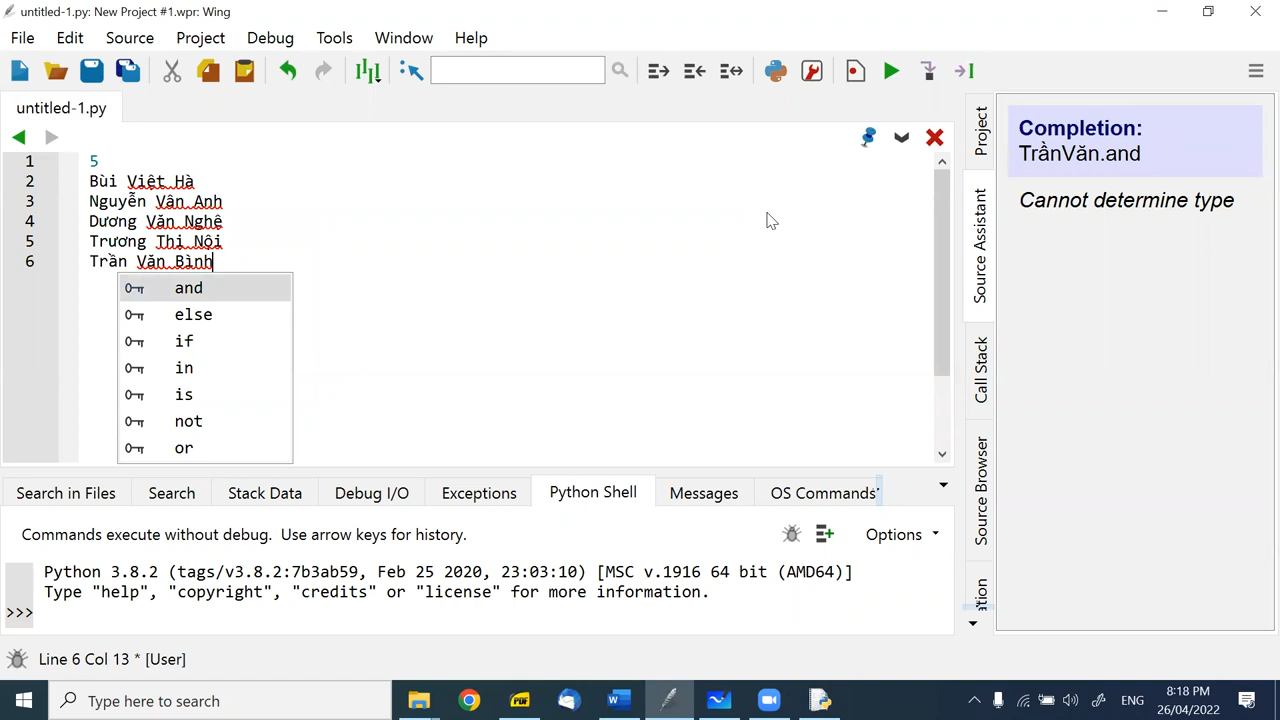 untitled-1.py: New Project #1.wpr: Wing
File Edit Source Project Debug Tools Window Help
untitled-1.py
1 5
2 Bùi Việt Hà
3 Nguyễn Vân Anh
4 Dương Văn Nghệ
5 Trương Thị Nội
6 Trần Văn Bình
and
else
if
in
is
not
or
Project
Source Assistant
Call Stack
Source Browser
ation
Completion:
TrầnVăn.and
Cannot determine type
Search in Files Search Stack Data Debug I/O Exceptions Python Shell Messages OS Commands
Commands execute without debug. Use arrow keys for history.
Options
Python 3.8.2 (tags/v3.8.2:7b3ab59, Feb 25 2020, 23:03:10) [MSC v.1916 64 bit (AMD64)]
Type "help", "copyright", "credits" or "license" for more information.
>>>
Line 6 Col 13 * [User]
Type here to search
PDF
ENG
8:18 PM
26/04/2022